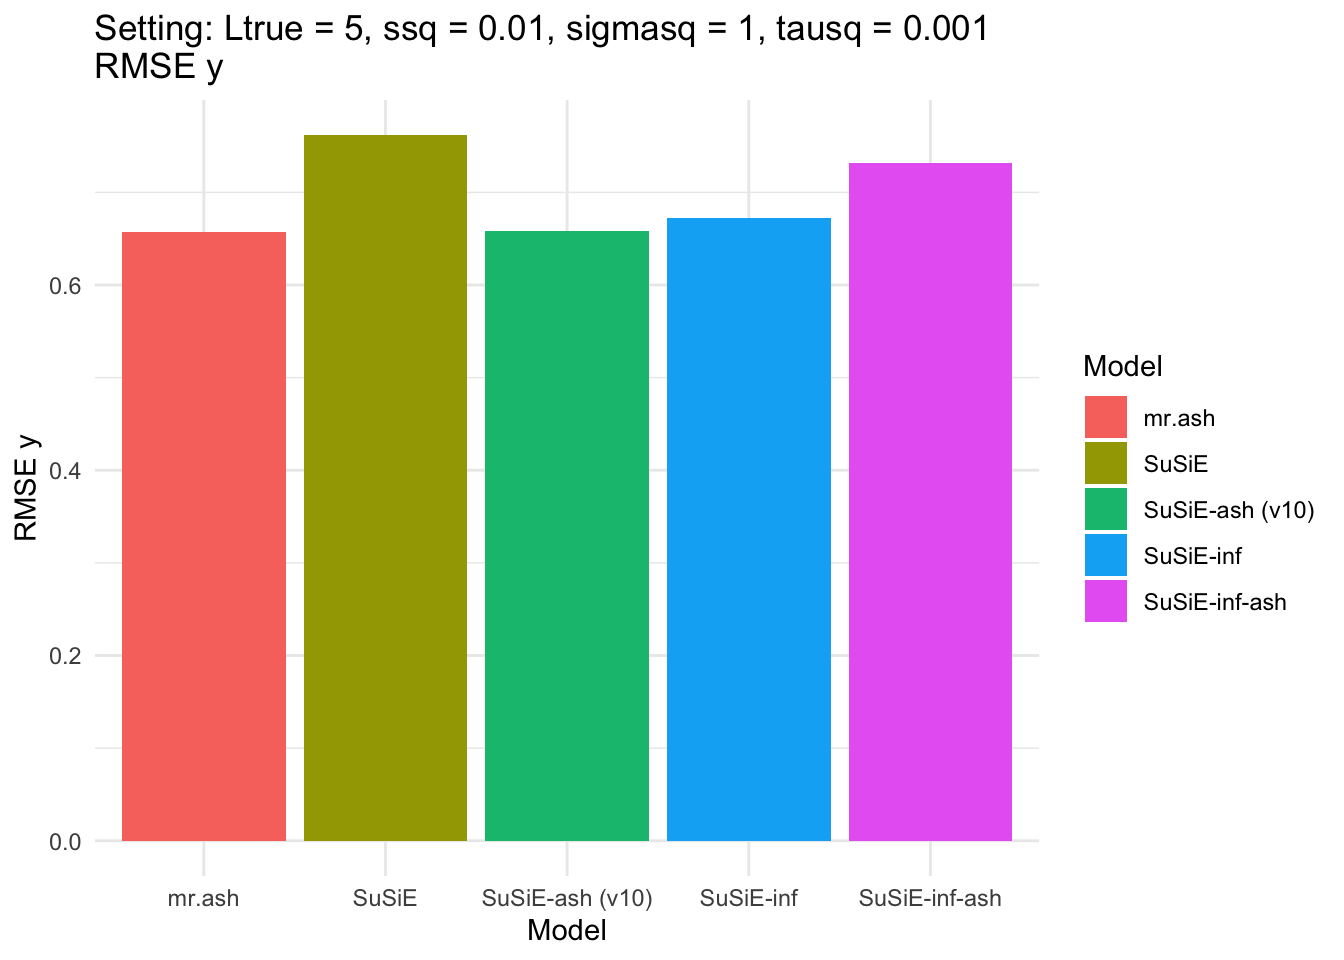 Setting: Ltrue = 5, ssq = 0.01, sigmasq = 1, tausq = 0.001
RMSE y
RMSE y
0.6
0.4
0.2
0.0
mr.ash
SuSiE
SuSiE-ash (v10)
SuSiE-inf
SuSiE-inf-ash
Model
Model
mr.ash
SuSiE
SuSiE-ash (v10)
SuSiE-inf
SuSiE-inf-ash